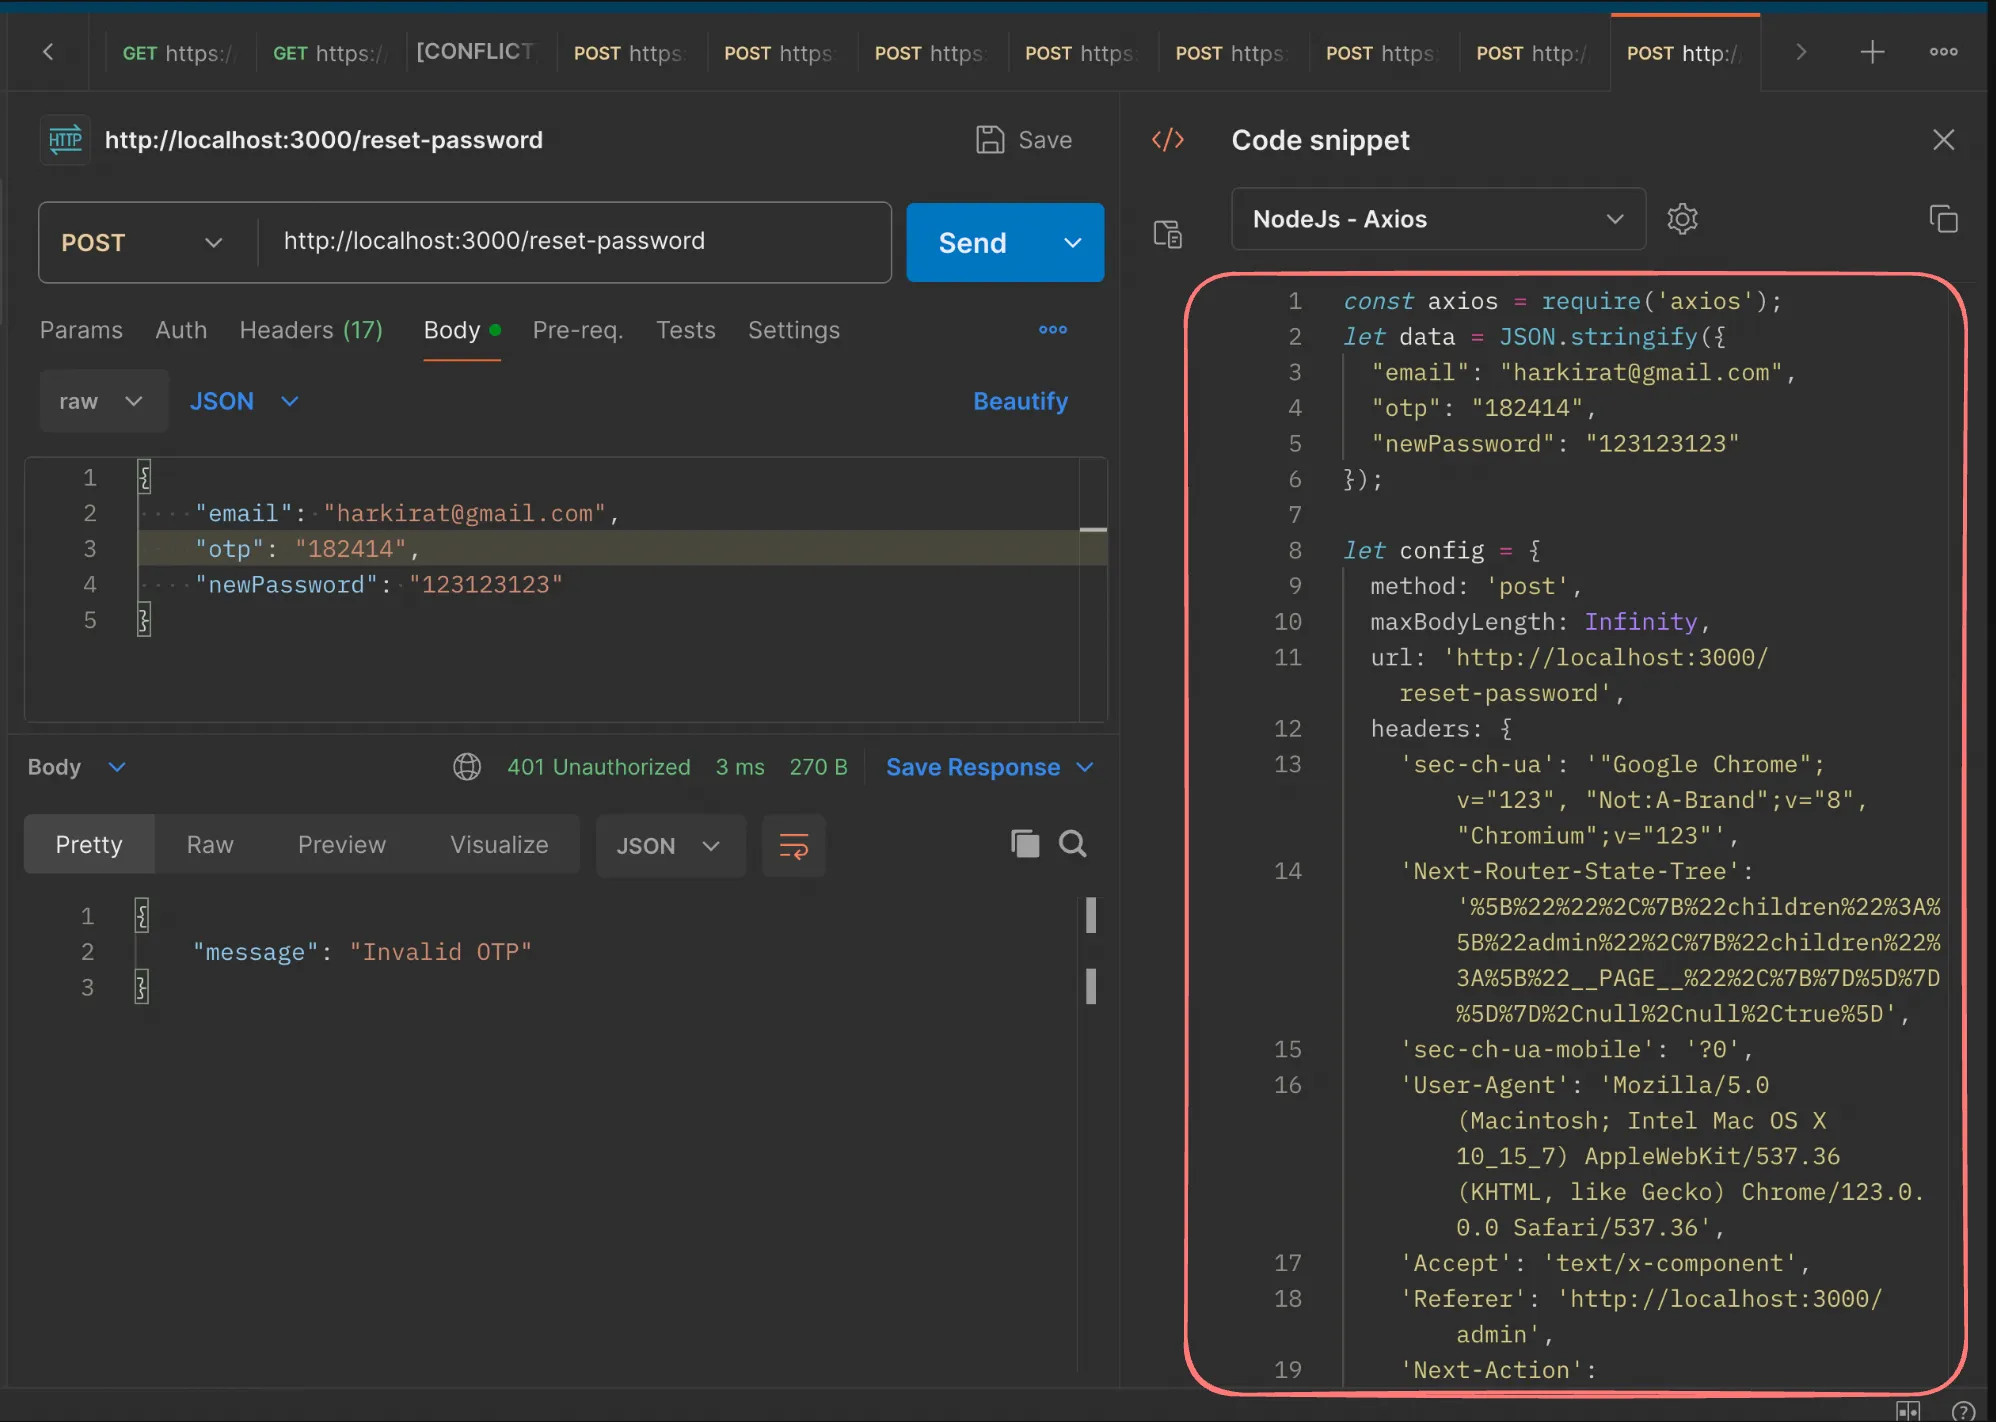 GET https:/
GET https:/
[CONFLICT
POST https:
POST https
POST https
POST https
POST https
POST https
POST http:/
POST http:/
HTTP http://localhost:3000/reset-password
Save
POST http://localhost:3000/reset-password
Send
Params Auth Headers (17) Body Pre-req. Tests Settings
raw JSON Beautify
1 {
2 "email": "harkirat@gmail.com",
3 "otp": "182414",
4 "newPassword": "123123123"
5 }
Body 401 Unauthorized 3 ms 270 B Save Response
Pretty Raw Preview Visualize JSON
1 {
2 "message": "Invalid OTP"
3 }
</> Code snippet
NodeJs - Axios
1 const axios = require('axios');
2 let data = JSON.stringify({
3 "email": "harkirat@gmail.com",
4 "otp": "182414",
5 "newPassword": "123123123"
6 });
7
8 let config = {
9 method: 'post',
10 maxBodyLength: Infinity,
11 url: 'http://localhost:3000/
reset-password',
12 headers: {
13 'sec-ch-ua': '"Google Chrome";
v="123", "Not:A-Brand";v="8",
"Chromium";v="123"',
14 'Next-Router-State-Tree':
'%5B%22%22%2C%7B%22children%22%3A%
5B%22admin%22%2C%7B%22children%22%
3A%5B%22__PAGE__%22%2C%7B%7D%5D%7D
%5D%7D%2Cnull%2Cnull%2Ctrue%5D',
15 'sec-ch-ua-mobile': '?0',
16 'User-Agent': 'Mozilla/5.0
(Macintosh; Intel Mac OS X
10_15_7) AppleWebKit/537.36
(KHTML, like Gecko) Chrome/123.0.
0.0 Safari/537.36',
17 'Accept': 'text/x-component',
18 'Referer': 'http://localhost:3000/
admin',
19 'Next-Action':